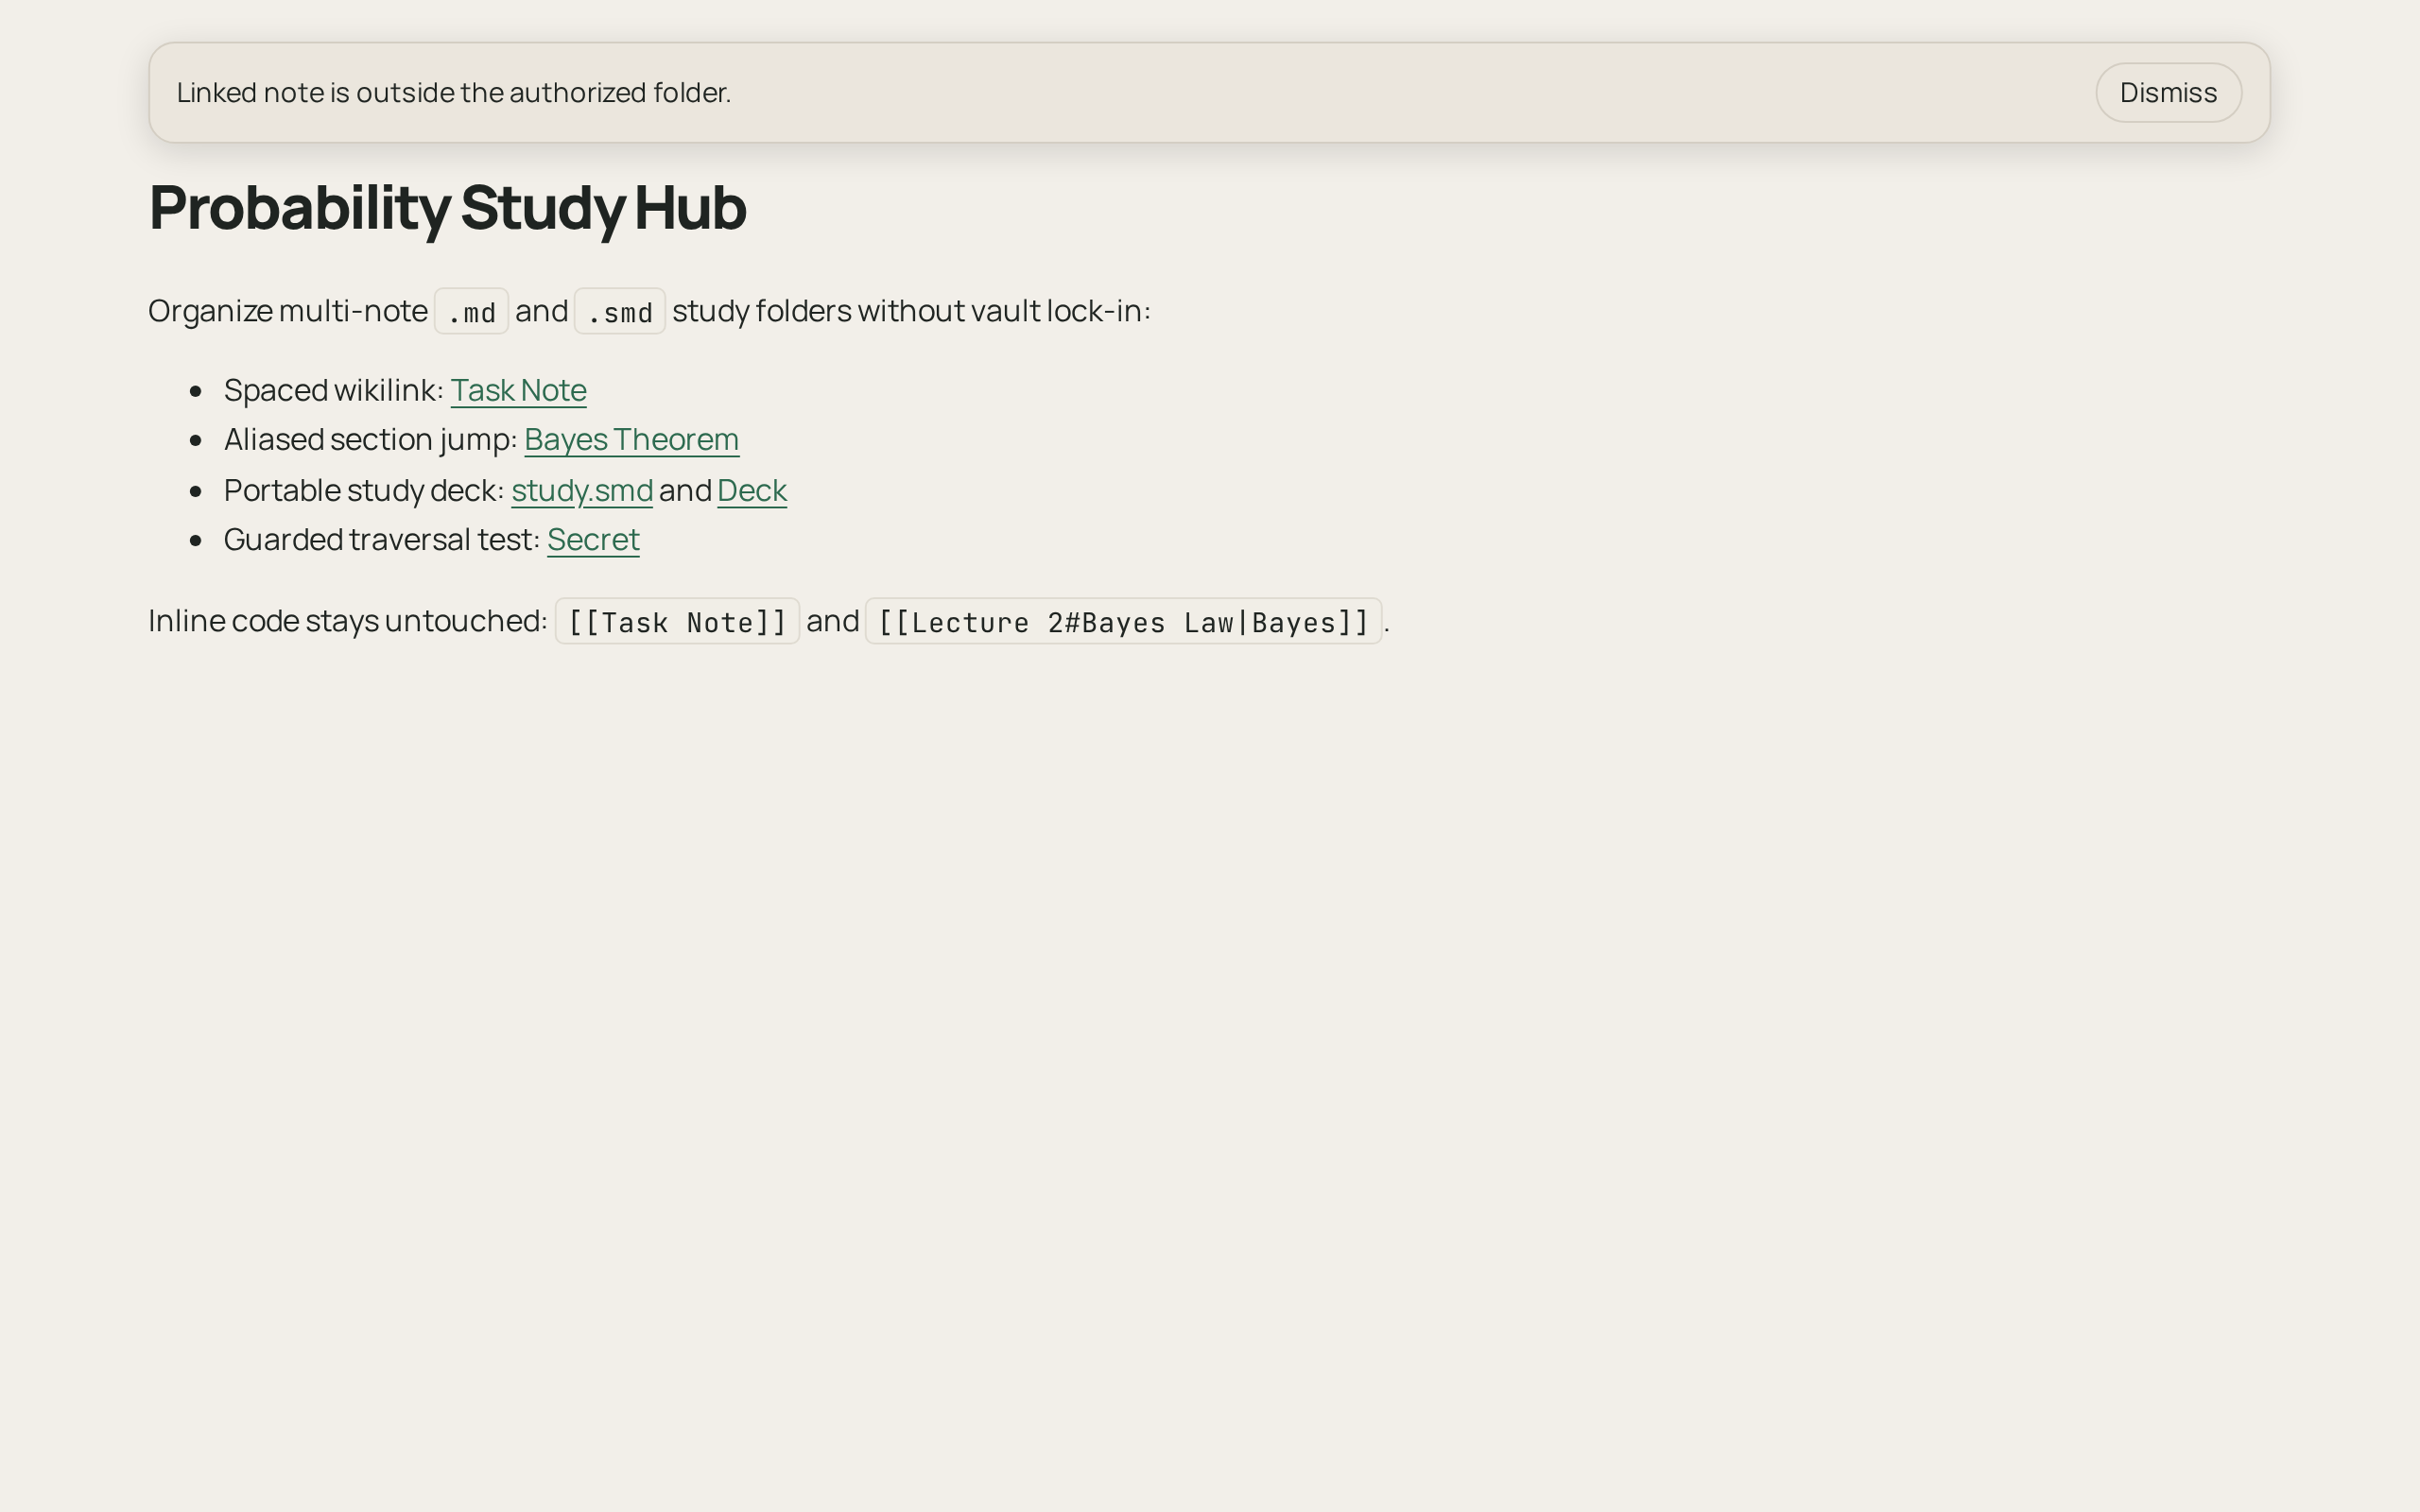 Linked note is outside the authorized folder.
Dismiss
Probability Study Hub
Organize multi-note .md and .smd study folders without vault lock-in:
• Spaced wikilink: Task Note
• Aliased section jump: Bayes Theorem
• Portable study deck: study.smd and Deck
• Guarded traversal test: Secret
Inline code stays untouched: [[Task Note]] and [[Lecture 2#Bayes Law|Bayes]].